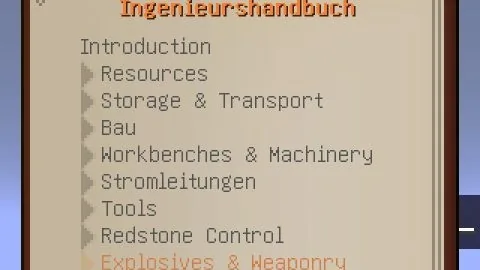 Ingenieurshandbuch
Introduction
Resources
Storage & Transport
Bau
Workbenches & Machinery
Stromleitungen
Tools
Redstone Control
Explosives & Weaponry